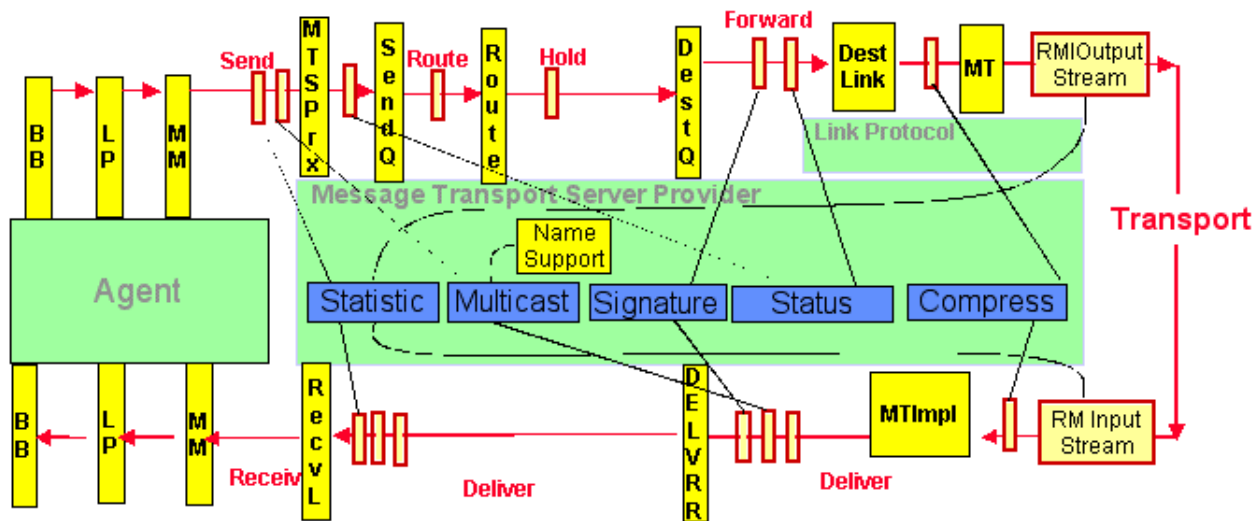 Forward
Send
Route
Hold
MTSPrx
SendQ
Route
DestQ
Dest
Link
MT
RMIOutput
Stream
BB
LP
MM
Link Protocol
Message Transport Server Provider
Transport
Name
Support
Agent
Statistic
Multicast
Signature
Status
Compress
BB
LP
MM
RecvL
DELVRR
MTImpl
RM Input
Stream
Receiv
Deliver
Deliver